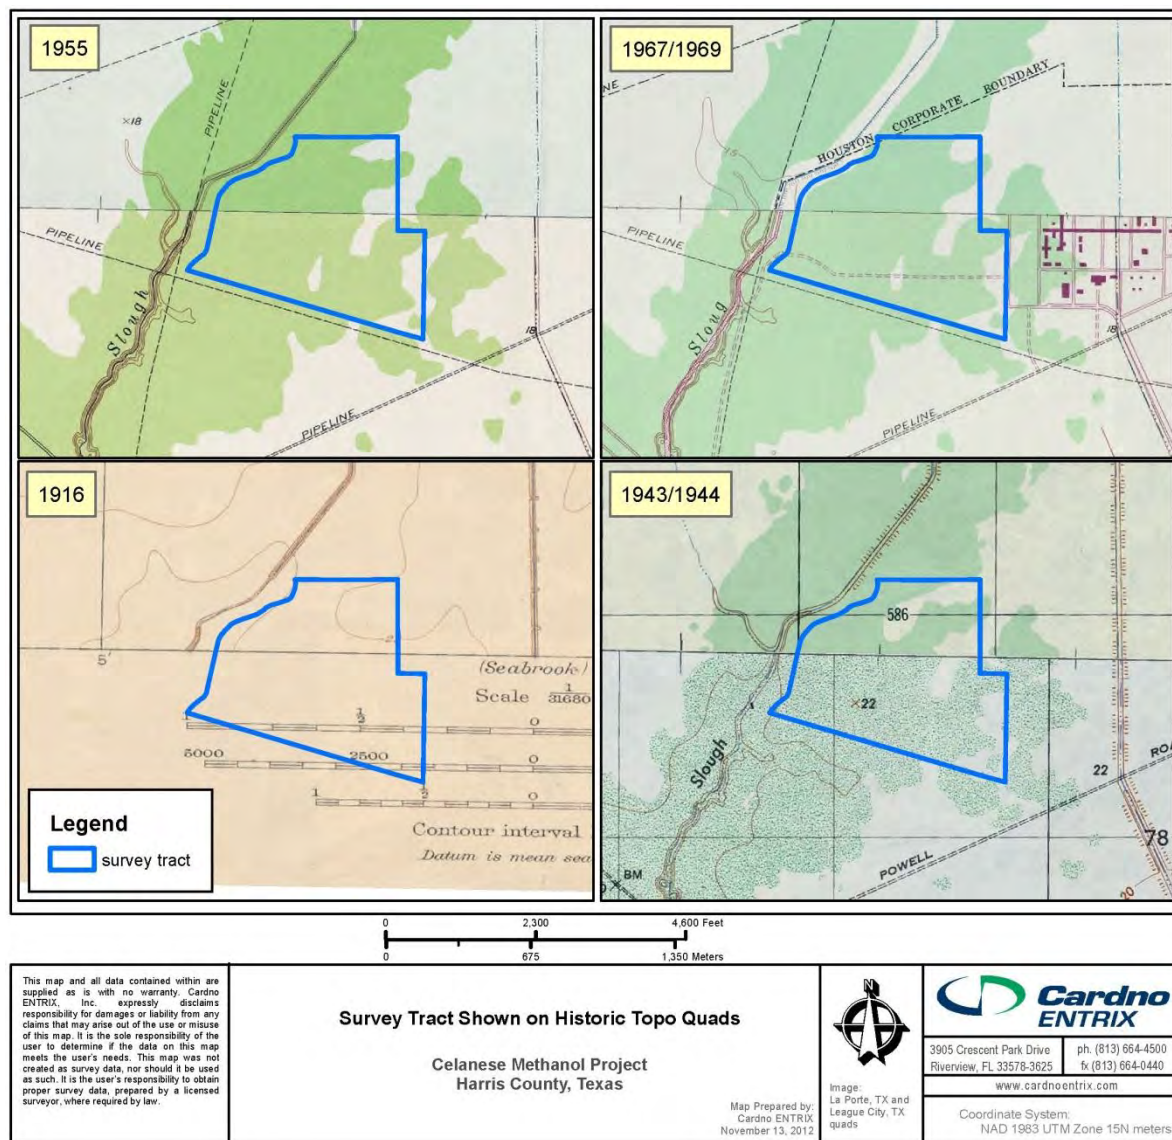 1955
PIPELINE
×18
PIPELINE
Slough
18
PIPELINE
1967/1969
HOUSTON CORPORATE BOUNDARY
15
PIPELINE
Sloug
18
PIPELINE
1916
5'
(Seabrook)
Scale 1/31680
1 1/2 0
5000 2500 0
1 1/2 0
Contour interval
Datum is mean sea
Legend
survey tract
1943/1944
586
×22
Slough
22
ROA
POWELL
78
BM
20
0 2,300 4,600 Feet
0 675 1,350 Meters
This map and all data contained within are
supplied as is with no warranty. Cardno
ENTRIX, Inc. expressly disclaims
responsibility for damages or liability from any
claims that may arise out of the use or misuse
of this map. It is the sole responsibility of the
user to determine if the data on this map
meets the user's needs. This map was not
created as survey data, nor should it be used
as such. It is the user's responsibility to obtain
proper survey data, prepared by a licensed
surveyor, where required by law.
Survey Tract Shown on Historic Topo Quads
Celanese Methanol Project
Harris County, Texas
Map Prepared by:
Cardno ENTRIX
November 13, 2012
N
Image:
La Porte, TX and
League City, TX
quads
Cardno
ENTRIX
3905 Crescent Park Drive
Riverview, FL 33578-3625
ph. (813) 664-4500
fx (813) 664-0440
www.cardnoentrix.com
Coordinate System:
NAD 1983 UTM Zone 15N meters